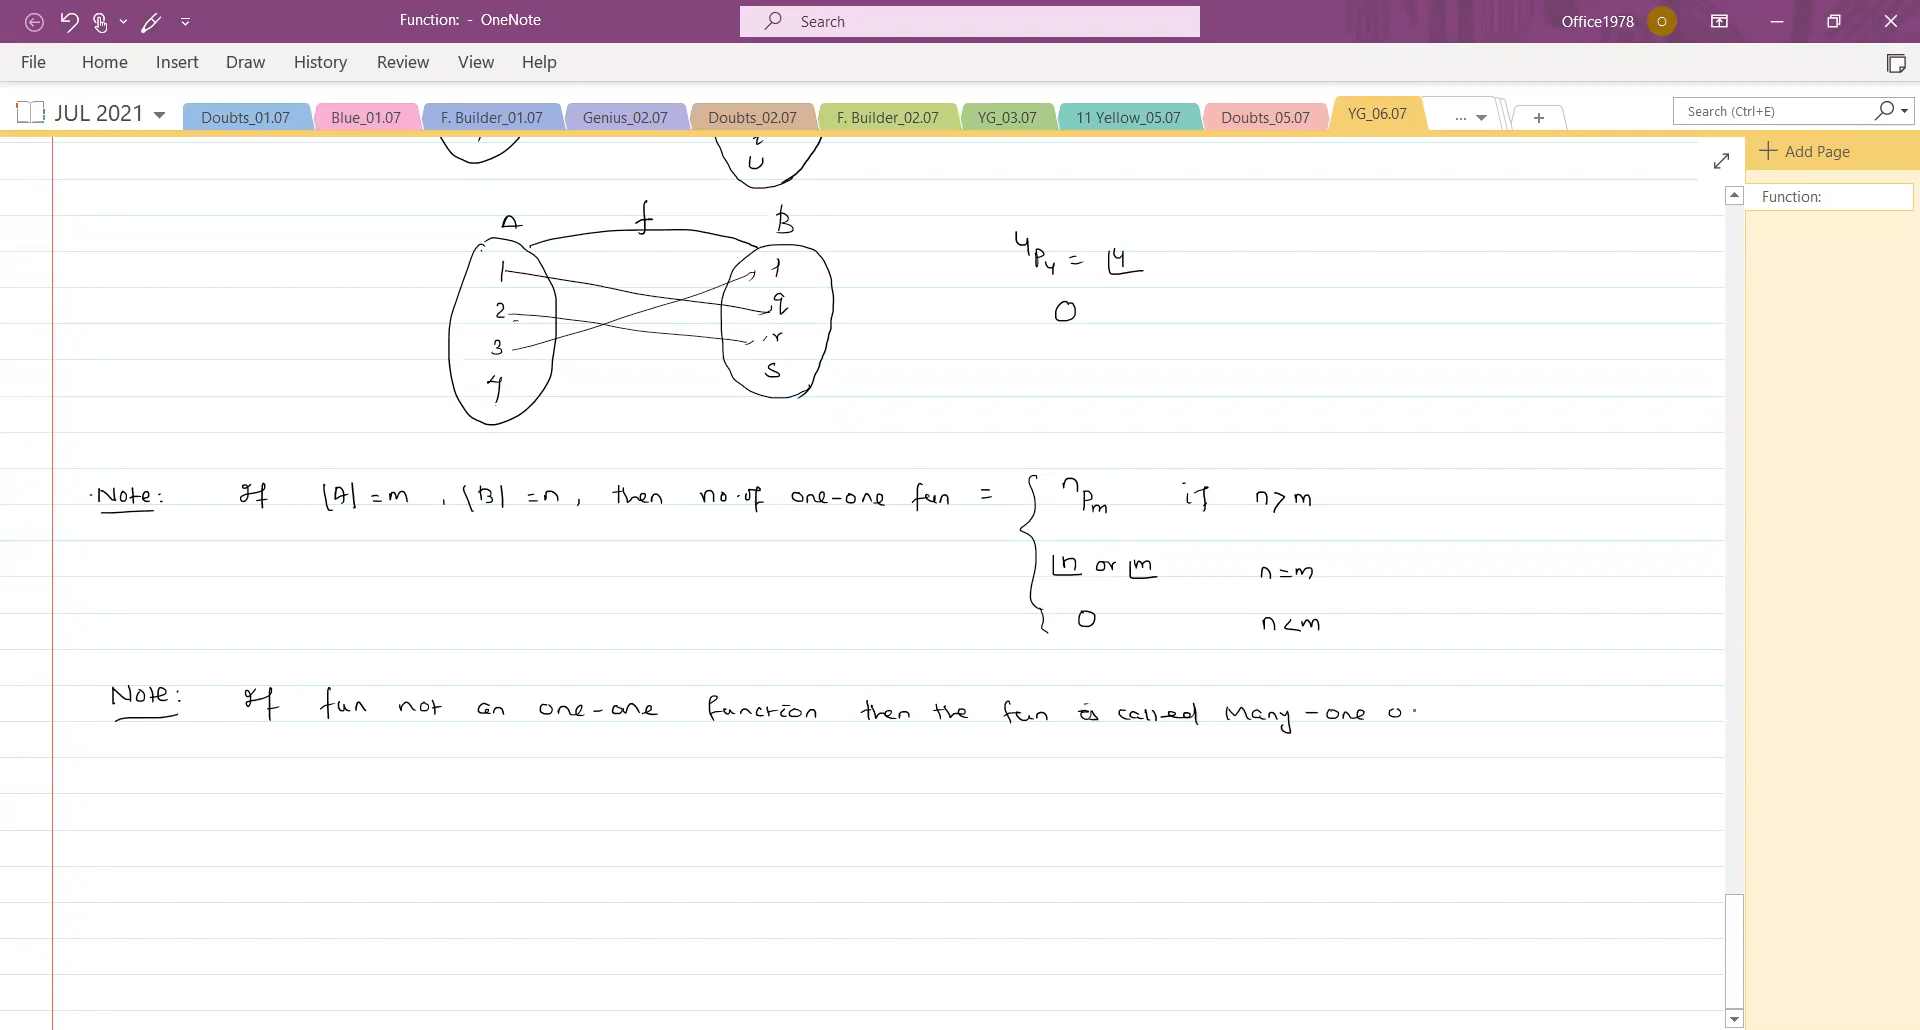 Function: - OneNote
Search
Office1978
O
File Home Insert Draw History Review View Help
JUL 2021
Doubts_01.07 Blue_01.07 F. Builder_01.07 Genius_02.07 Doubts_02.07 F. Builder_02.07 YG_03.07 11 Yellow_05.07 Doubts_05.07 YG_06.07 ... +
Search (Ctrl+E)
Add Page
Function:
U
A f B
1
2 q
3 r
4 s
⁴P₄ = ∟4
0
Note: If |A| = m , |B| = n , then no. of one-one fun = { ⁿPₘ if n > m
∟n or ∟m n = m
0 n < m
Note: If fun not an one-one function then the fun is called Many-one o